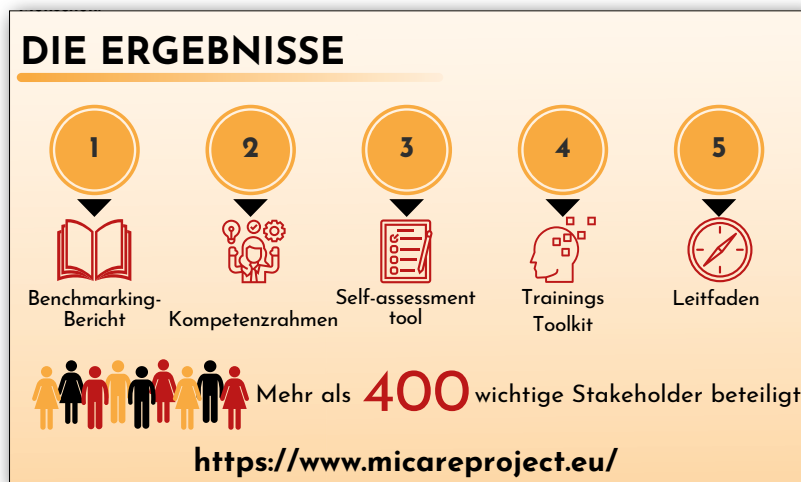 DIE ERGEBNISSE
1
2
3
4
5
Benchmarking-
Bericht
Kompetenzrahmen
Self-assessment
tool
Trainings
Toolkit
Leitfaden
Mehr als 400 wichtige Stakeholder beteiligt
https://www.micareproject.eu/